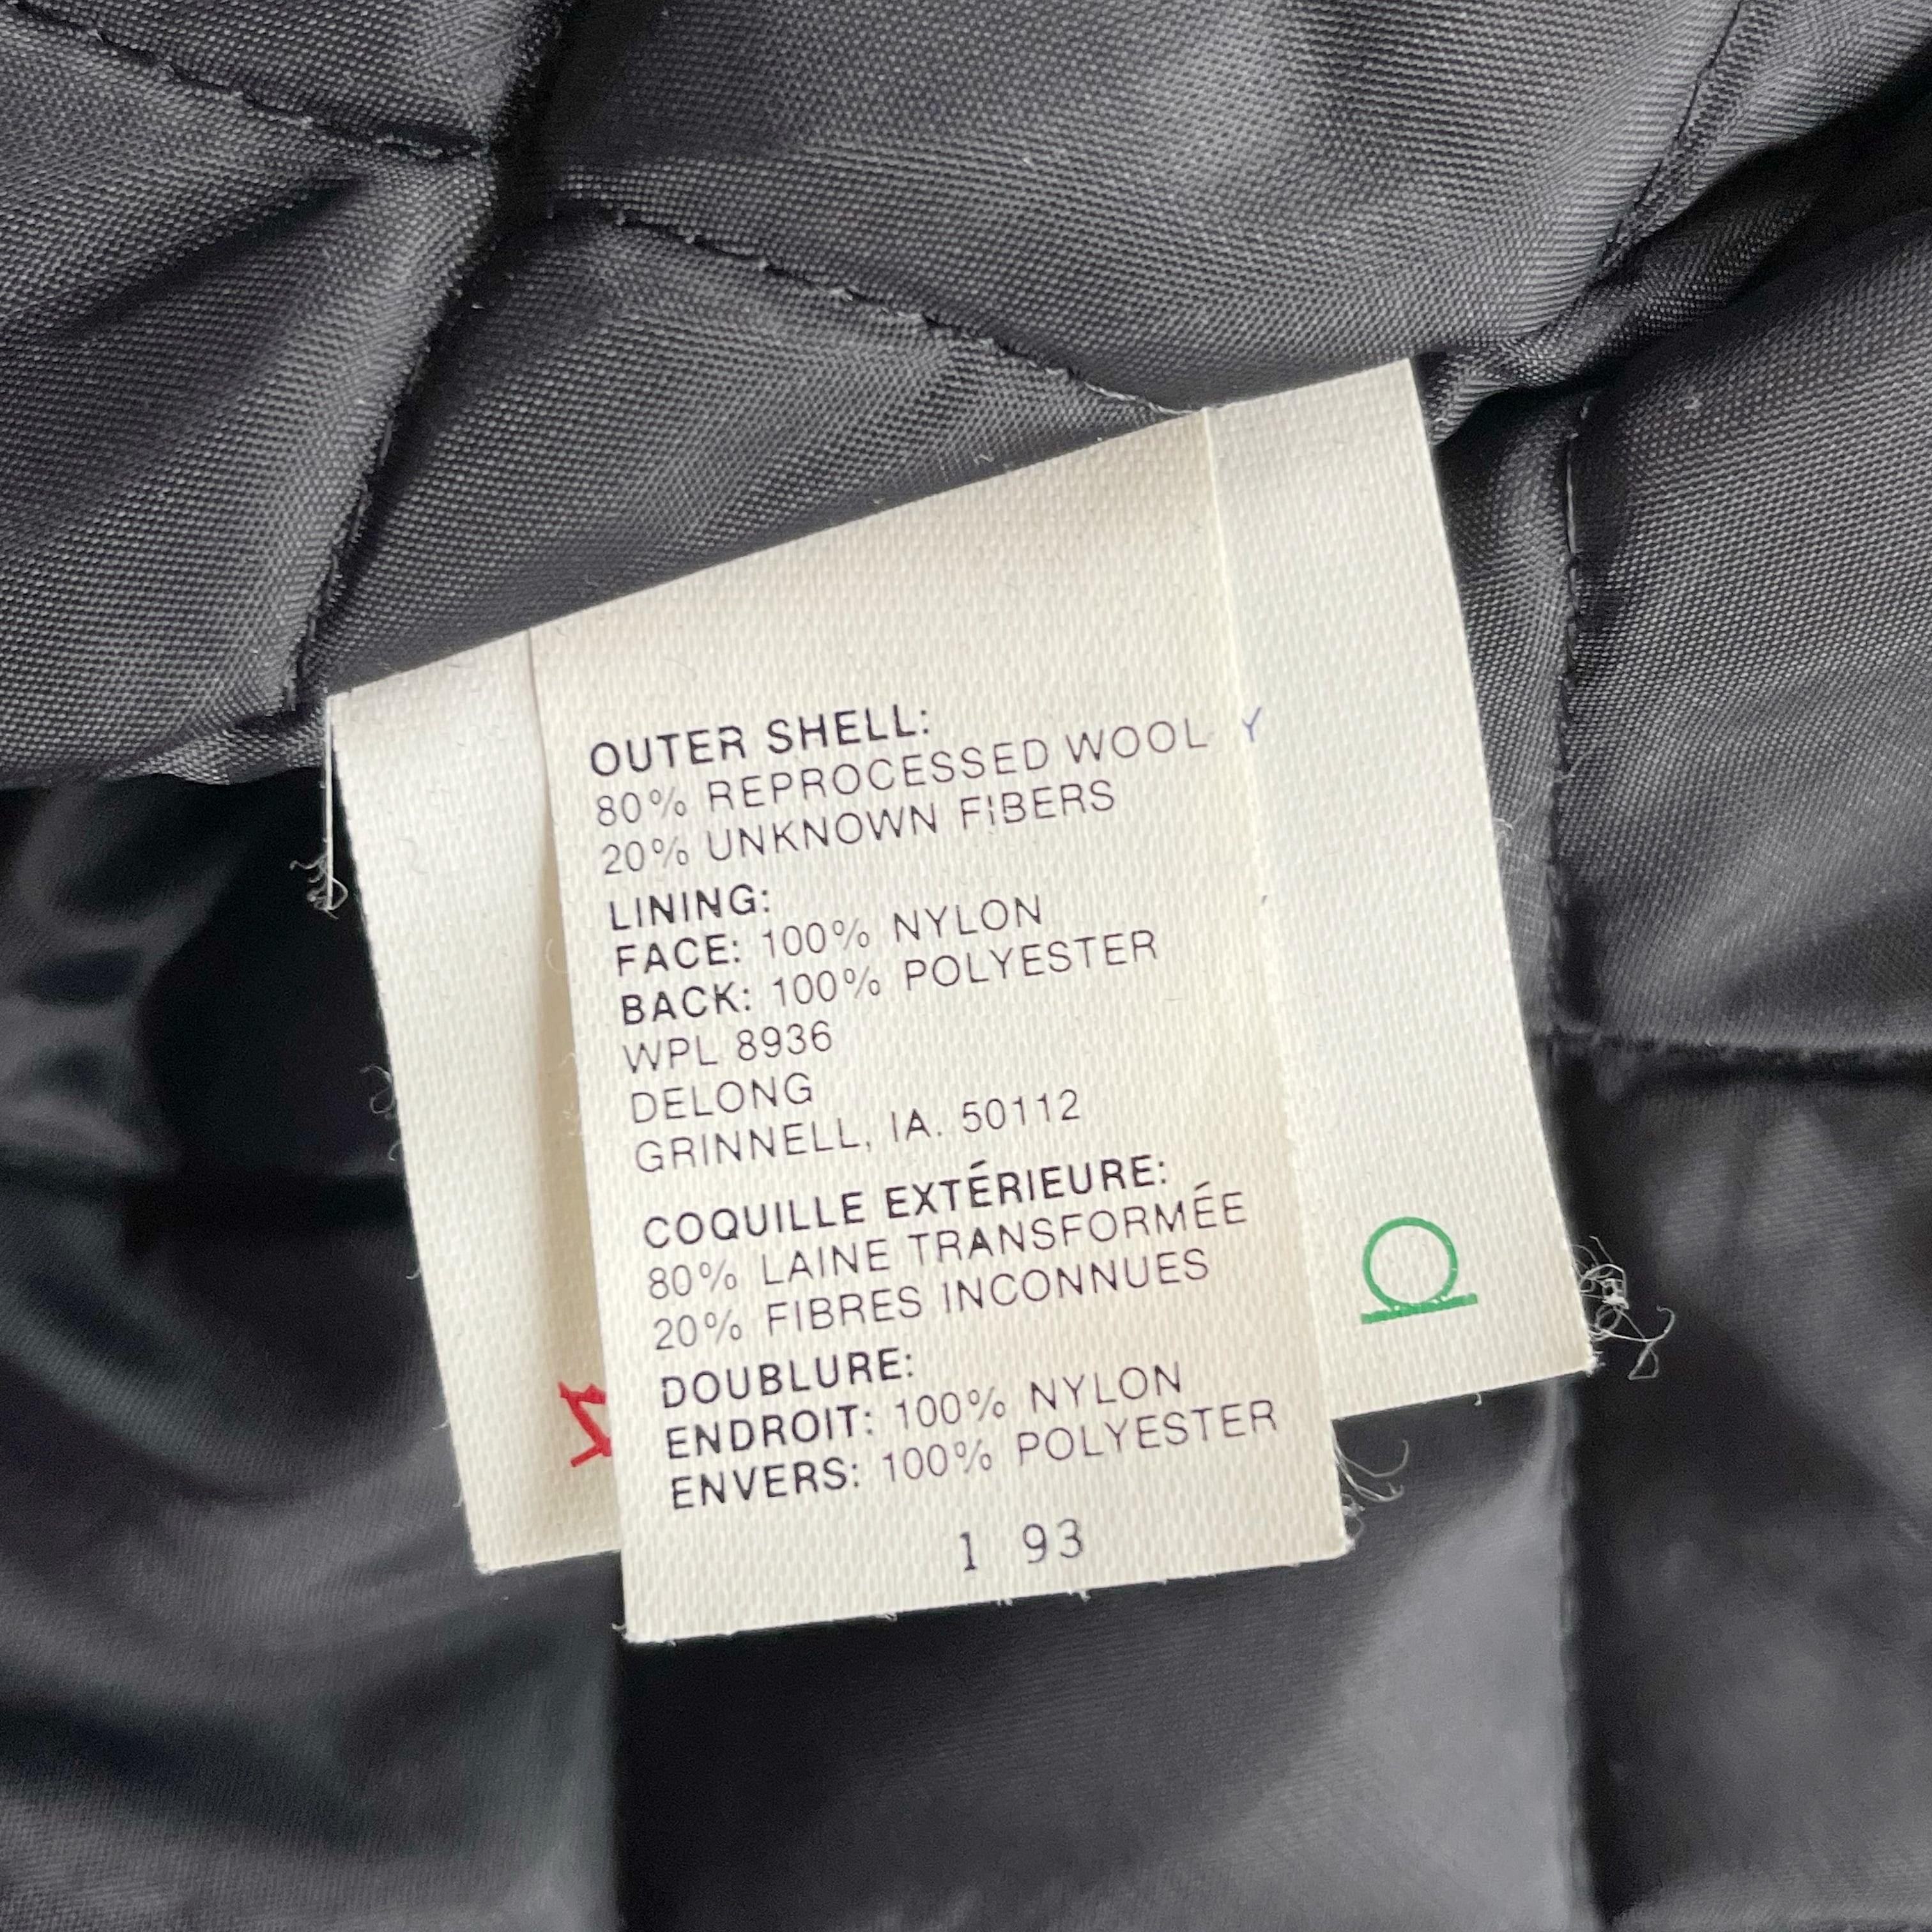 OUTER SHELL:
80% REPROCESSED WOOL
20% UNKNOWN FIBERS
LINING:
FACE: 100% NYLON
BACK: 100% POLYESTER
WPL 8936
DELONG
GRINNELL, IA. 50112
COQUILLE EXTÉRIEURE:
80% LAINE TRANSFORMÉE
20% FIBRES INCONNUES
DOUBLURE:
ENDROIT: 100% NYLON
ENVERS: 100% POLYESTER
1 93
Y